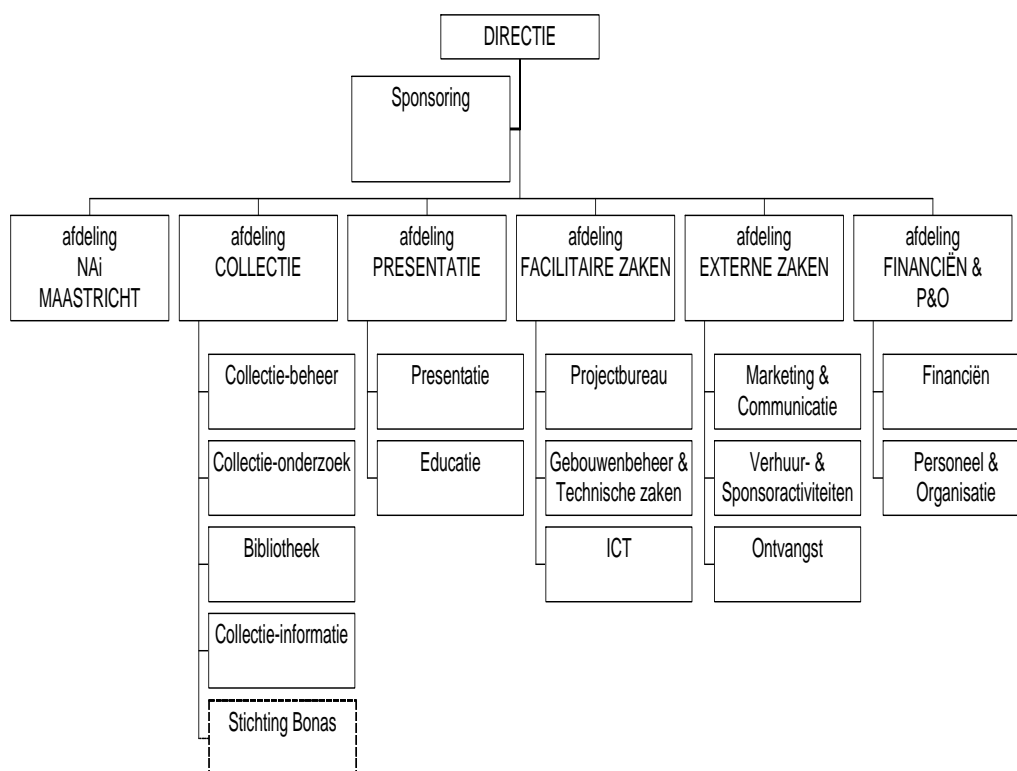 DIRECTIE
Sponsoring
afdeling
NAi
MAASTRICHT
afdeling
COLLECTIE
afdeling
PRESENTATIE
afdeling
FACILITAIRE ZAKEN
afdeling
EXTERNE ZAKEN
afdeling
FINANCIËN &
P&O
Collectie-beheer
Collectie-onderzoek
Bibliotheek
Collectie-informatie
Stichting Bonas
Presentatie
Educatie
Projectbureau
Gebouwenbeheer &
Technische zaken
ICT
Marketing &
Communicatie
Verhuur- &
Sponsoractiviteiten
Ontvangst
Financiën
Personeel &
Organisatie